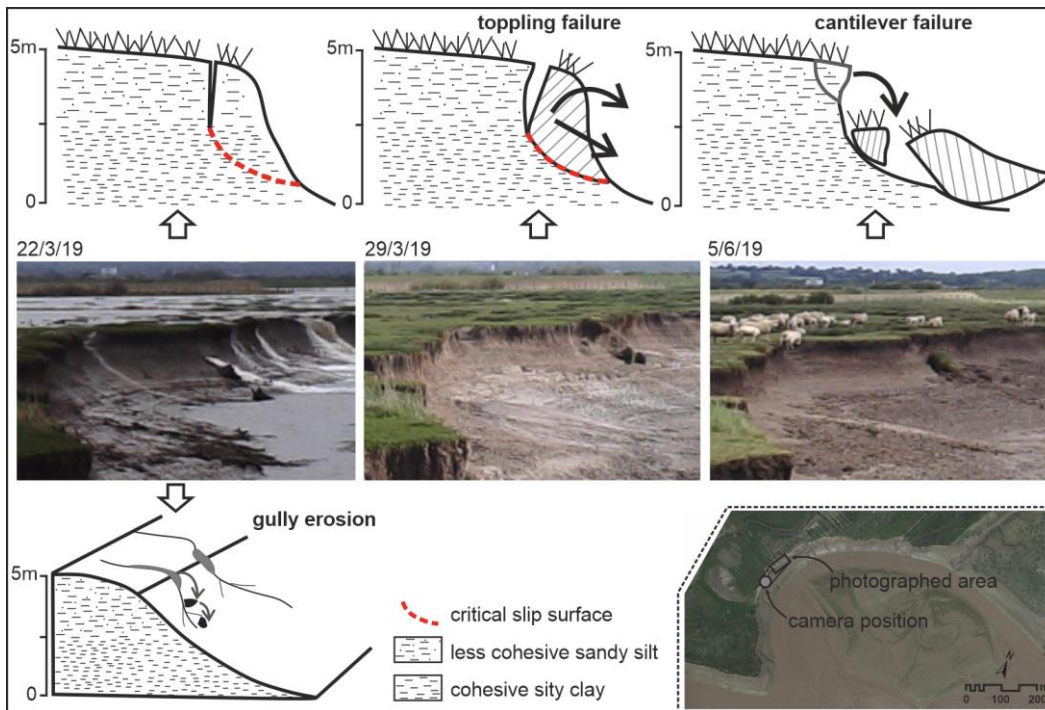 toppling failure
cantilever failure
5m
0
5m
0
5m
0
22/3/19
29/3/19
5/6/19
gully erosion
5m
0
critical slip surface
less cohesive sandy silt
cohesive sity clay
photographed area
camera position
N
0 100 200